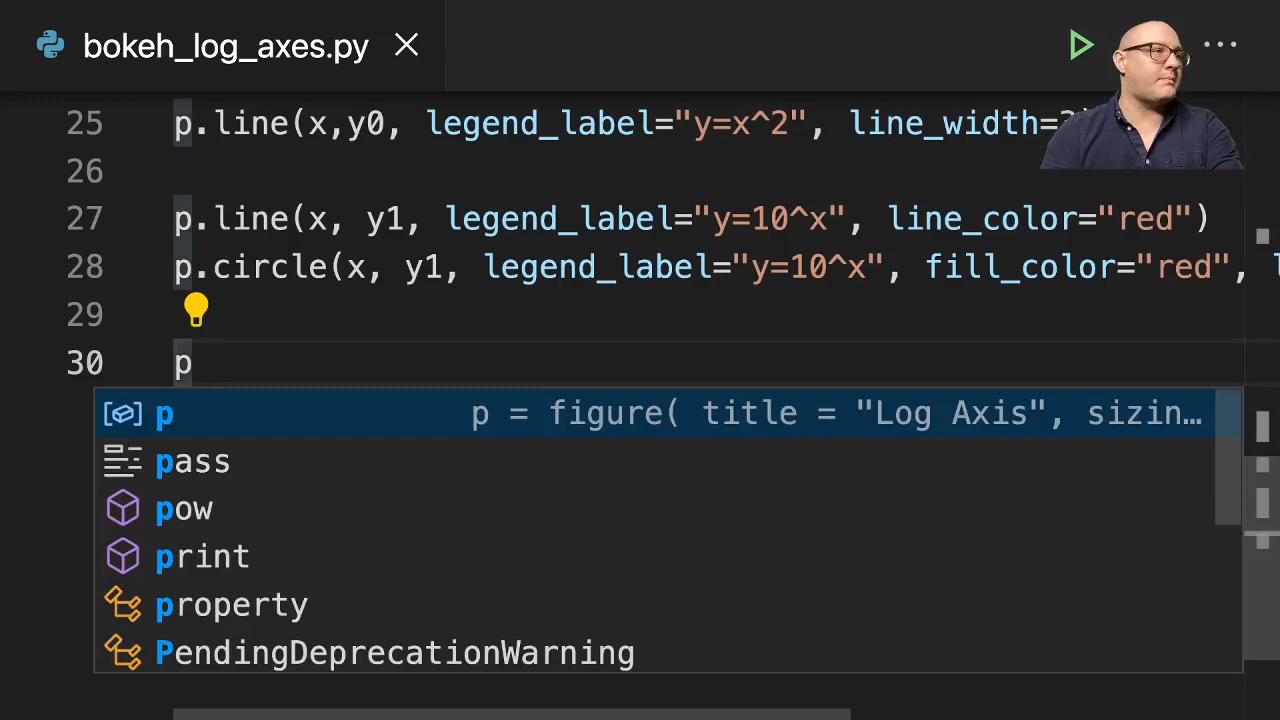 bokeh_log_axes.py
25 p.line(x,y0, legend_label="y=x^2", line_width=
26
27 p.line(x, y1, legend_label="y=10^x", line_color="red")
28 p.circle(x, y1, legend_label="y=10^x", fill_color="red",
29
30 p
p p = figure( title = "Log Axis", sizin…
pass
pow
print
property
PendingDeprecationWarning